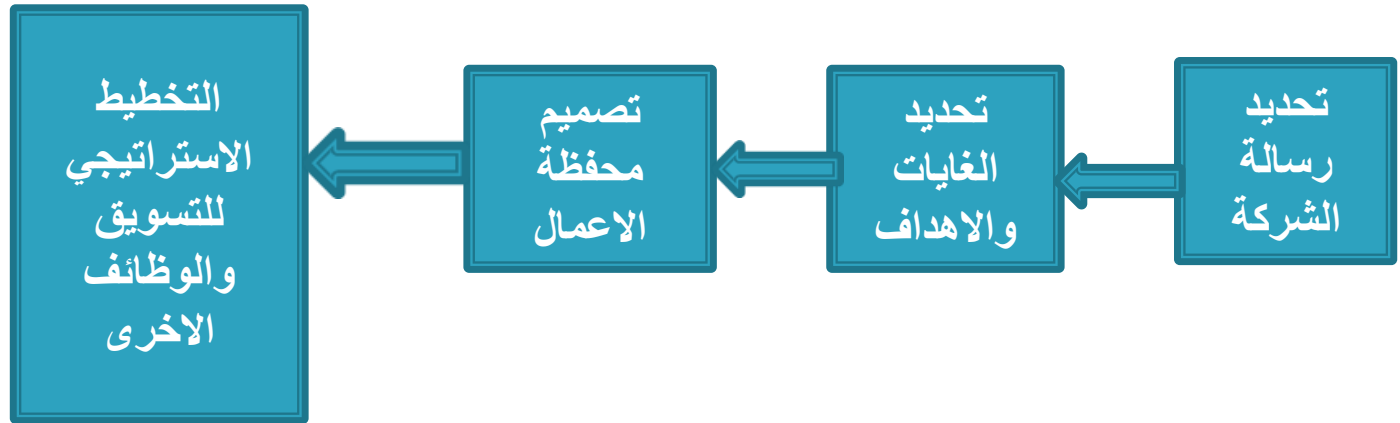 تحديد
رسالة
الشركة
تحديد
الغايات
والاهداف
تصميم
محفظة
الاعمال
التخطيط
الاستراتيجي
للتسويق
والوظائف
الاخرى